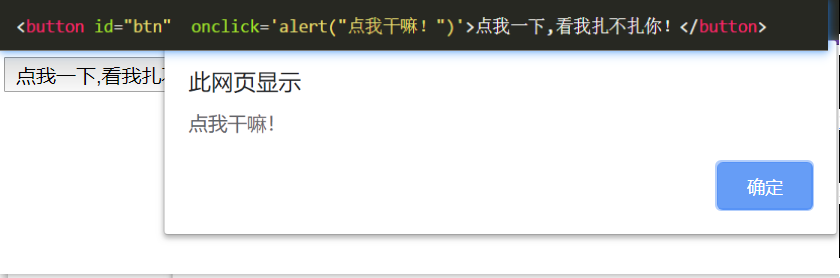 <button id="btn"  onclick='alert("点我干嘛！")'>点我一下,看我扎不扎你！</button>
点我一下,看我扎
此网页显示
点我干嘛！
确定